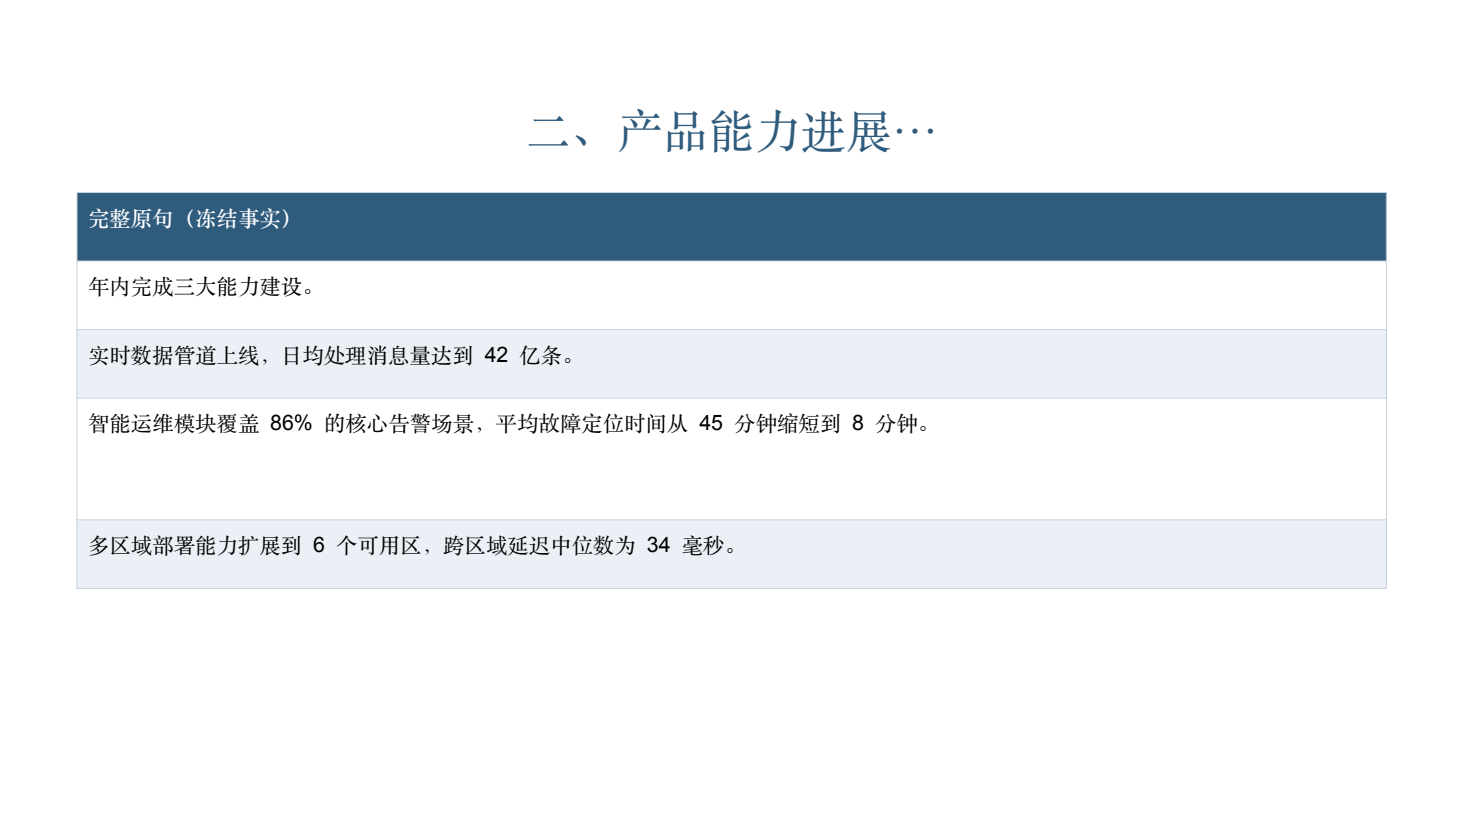 二、产品能力进展…
完整原句（冻结事实）
年内完成三大能力建设。
实时数据管道上线，日均处理消息量达到 42 亿条。
智能运维模块覆盖 86% 的核心告警场景，平均故障定位时间从 45 分钟缩短到 8 分钟。
多区域部署能力扩展到 6 个可用区，跨区域延迟中位数为 34 毫秒。